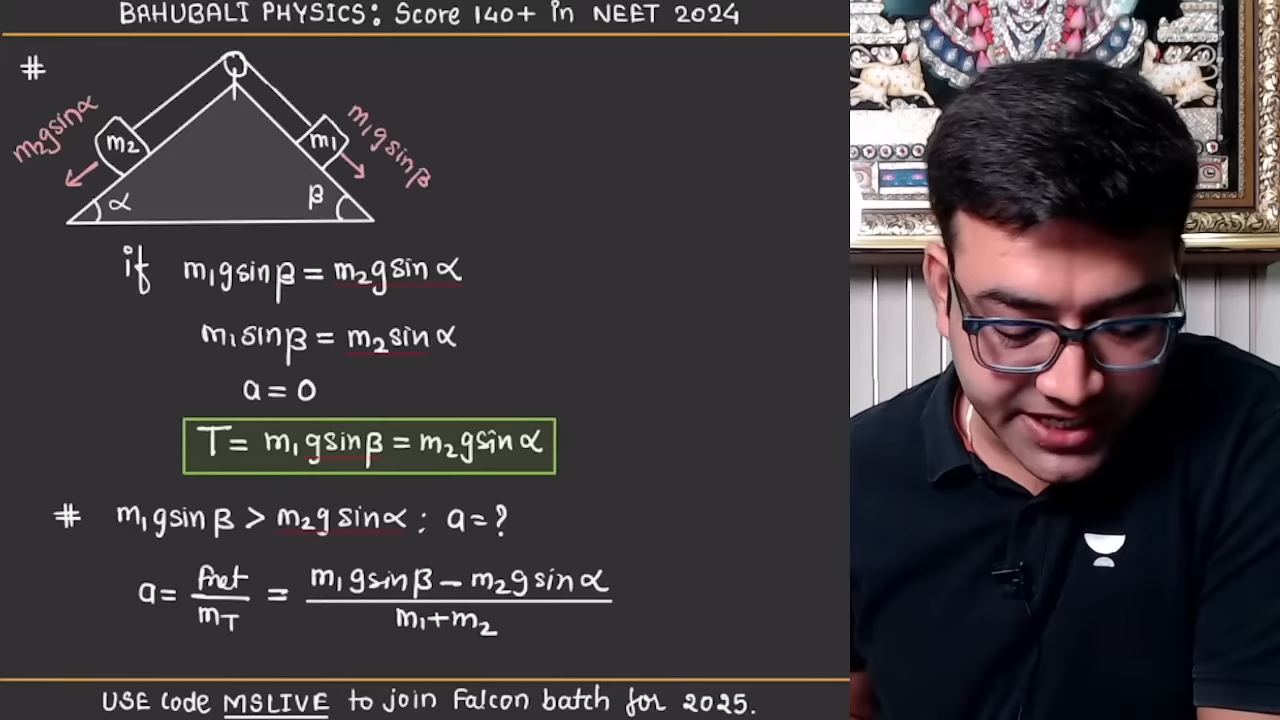 BAHUBALI PHYSICS: Score 140+ in NEET 2024
#
m₂gsinα
m₂
m₁
m₁gsinβ
α
β
if m₁gsinβ = m₂gsinα
m₁sinβ = m₂sinα
a = 0
T = m₁gsinβ = m₂gsinα
# m₁gsinβ > m₂gsinα : a = ?
a = Fnet/m_T = (m₁gsinβ − m₂gsinα)/(m₁+m₂)
USE Code MSLIVE to join Falcon batch for 2025.